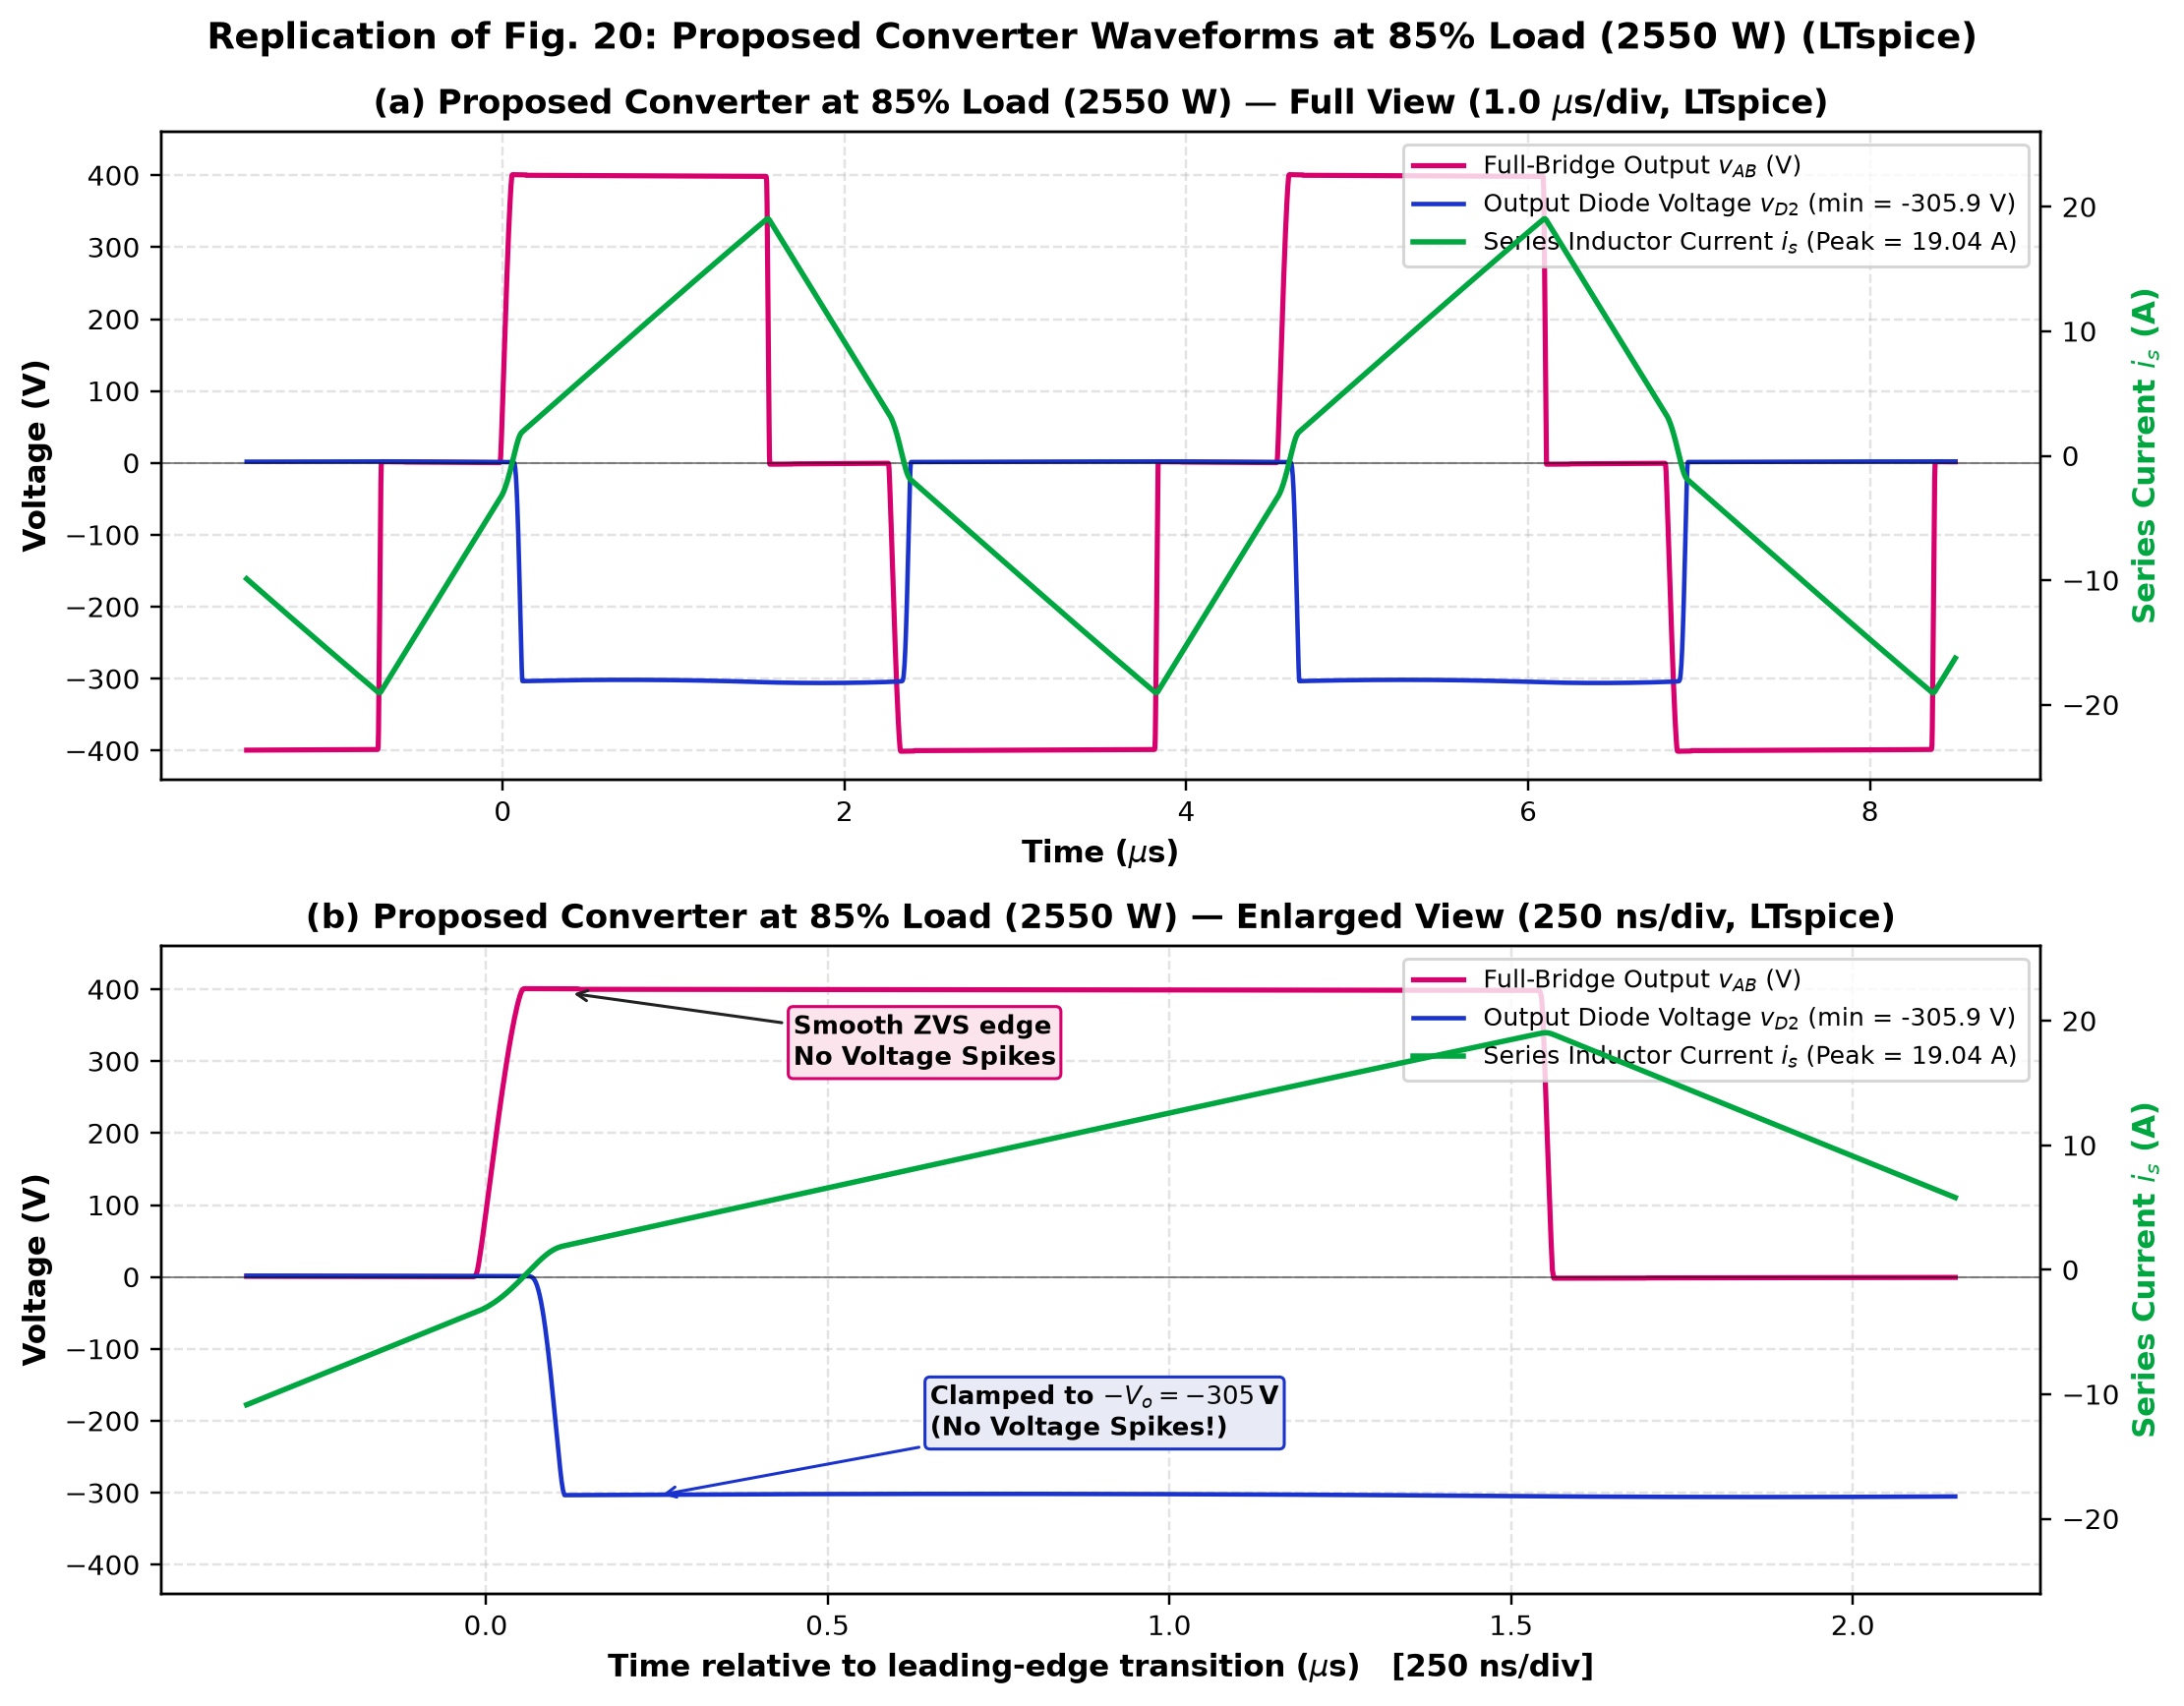 Replication of Fig. 20: Proposed Converter Waveforms at 85% Load (2550 W) (LTspice)
(a) Proposed Converter at 85% Load (2550 W) — Full View (1.0 μs/div, LTspice)
Full-Bridge Output v_AB (V)
Output Diode Voltage v_D2 (min = -305.9 V)
Series Inductor Current i_s (Peak = 19.04 A)
400
300
200
100
0
−100
−200
−300
−400
Voltage (V)
20
10
0
−10
−20
Series Current i_s (A)
0 2 4 6 8
Time (μs)
(b) Proposed Converter at 85% Load (2550 W) — Enlarged View (250 ns/div, LTspice)
Full-Bridge Output v_AB (V)
Output Diode Voltage v_D2 (min = -305.9 V)
Series Inductor Current i_s (Peak = 19.04 A)
Smooth ZVS edge
No Voltage Spikes
Clamped to −V_o = −305 V
(No Voltage Spikes!)
400
300
200
100
0
−100
−200
−300
−400
Voltage (V)
20
10
0
−10
−20
Series Current i_s (A)
0.0 0.5 1.0 1.5 2.0
Time relative to leading-edge transition (μs) [250 ns/div]